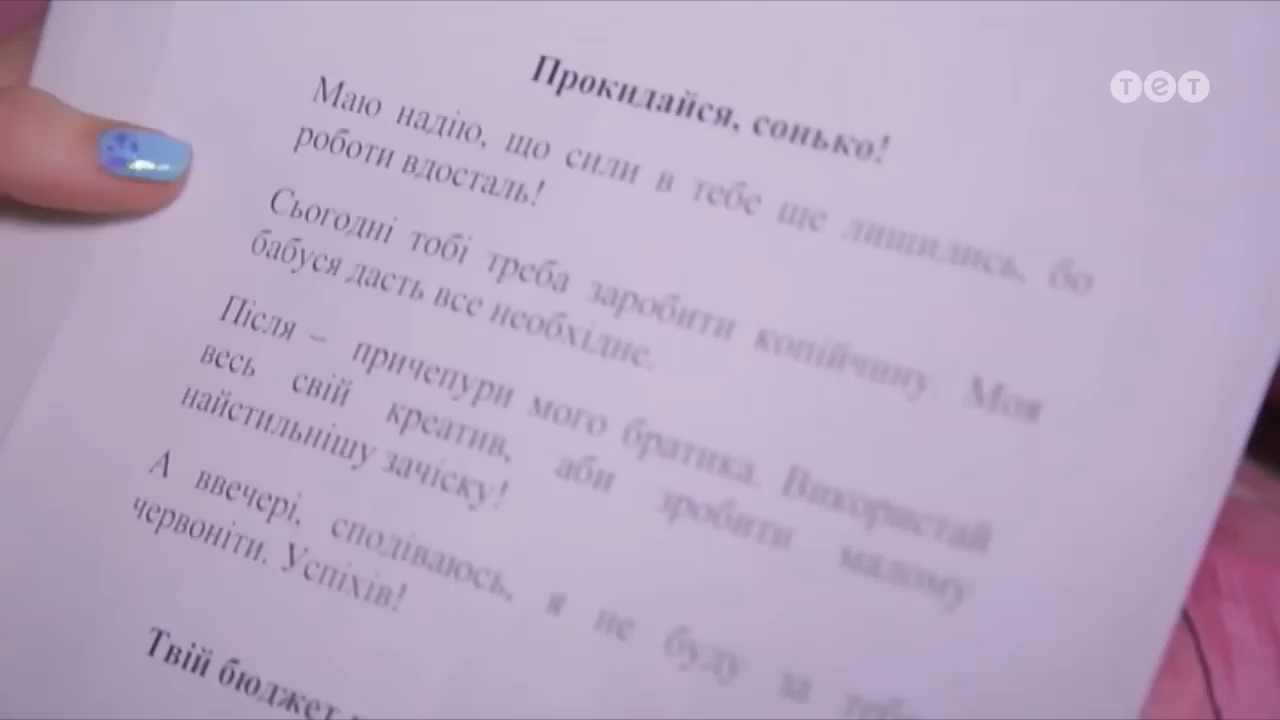 тет
Прокидайся, сонько!
Маю надію, що сили в тебе ще лишились, бо
роботи вдосталь!
Сьогодні тобі треба заробити копійчину. Моя
бабуся дасть все необхідне.
Після – причепури мого братика. Використай
весь свій креатив, аби зробити малому
найстильнішу зачіску!
А ввечері, сподіваюсь, я не буду за тебе
червоніти. Успіхів!
Твій бюджет